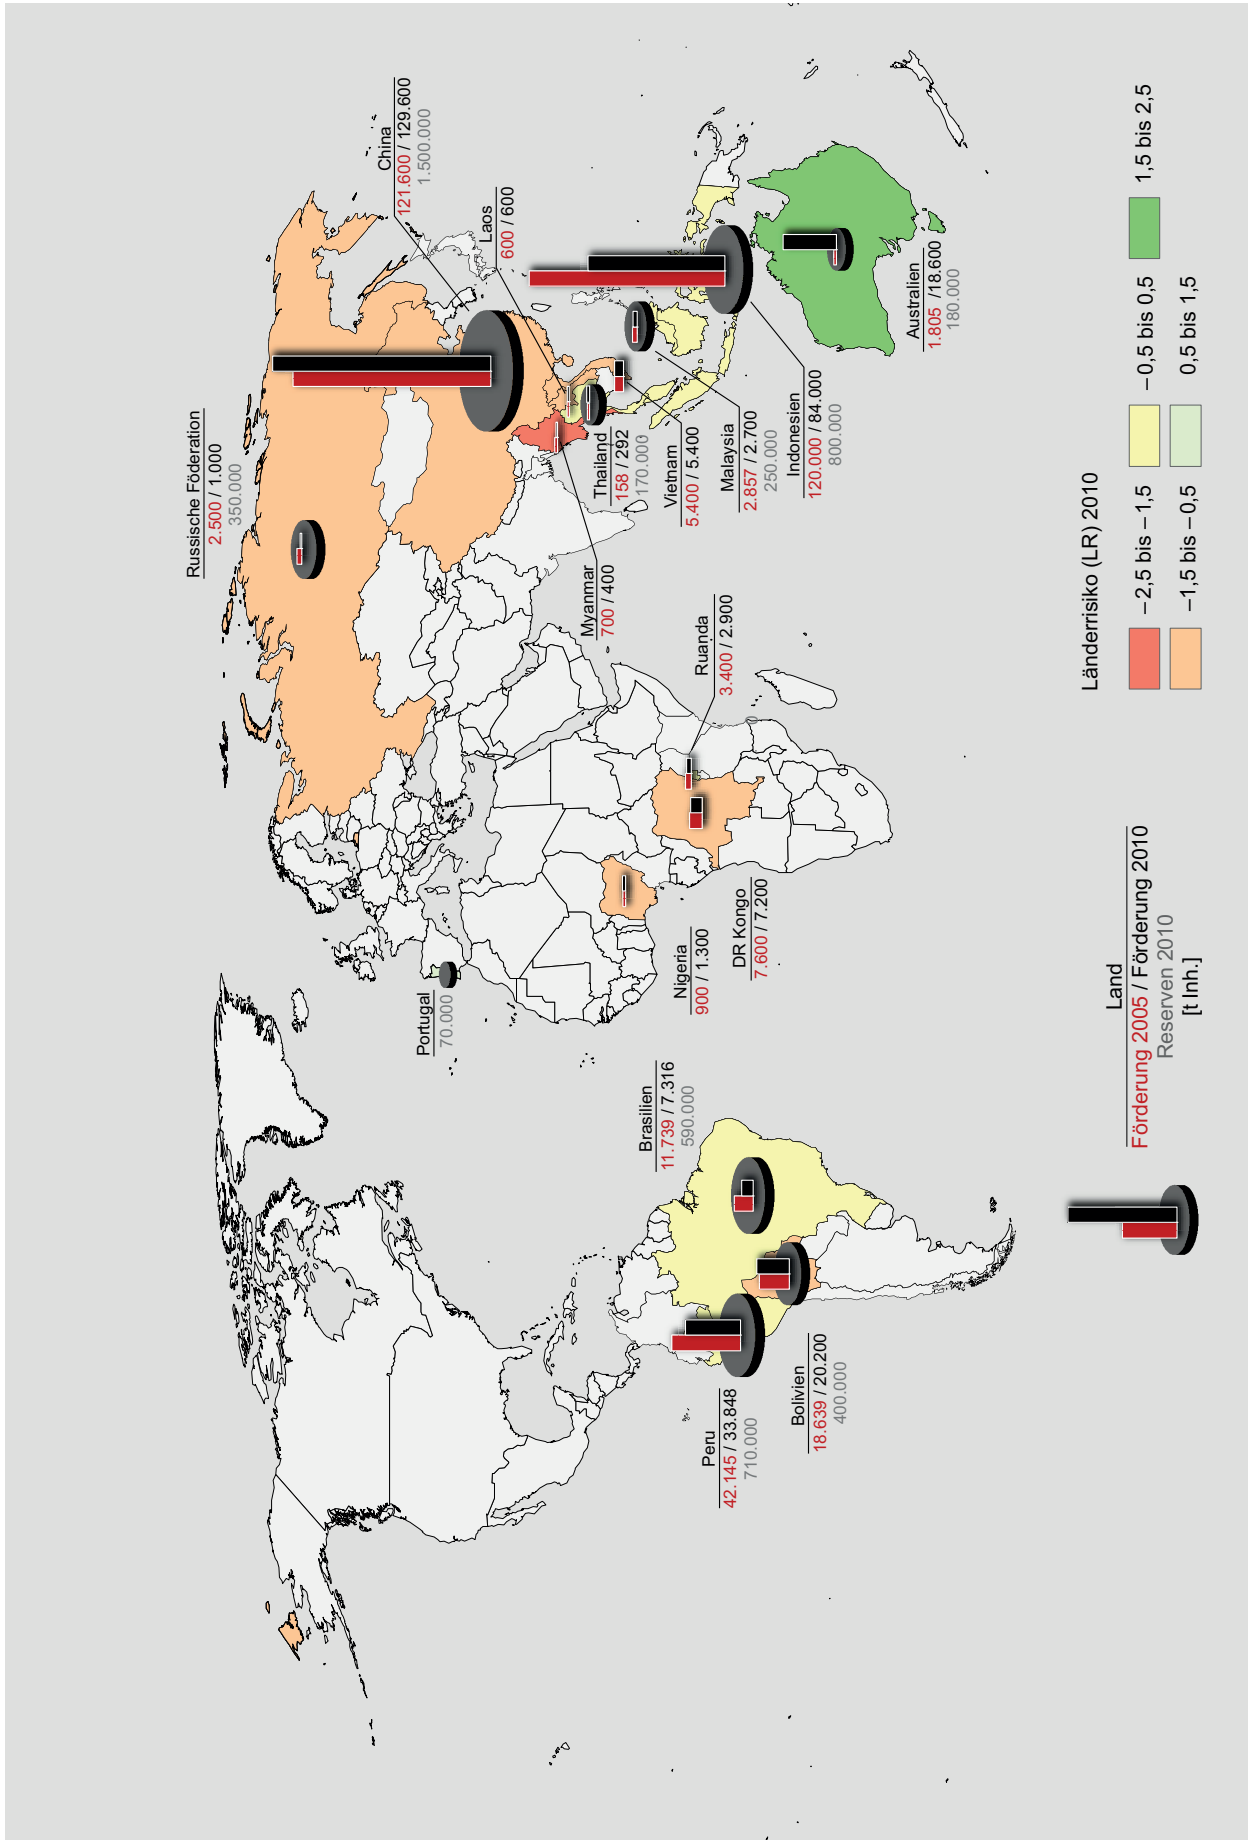 Russische Föderation
2.500 / 1.000
350.000
China
121.600 / 129.600
1.500.000
Laos
600 / 600
Thailand
158 / 292
170.000
Vietnam
5.400 / 5.400
Malaysia
2.857 / 2.700
250.000
Indonesien
120.000 / 84.000
800.000
Australien
1.805 /18.600
180.000
Myanmar
700 / 400
Ruanda
3.400 / 2.900
Portugal
70.000
Nigeria
900 / 1.300
DR Kongo
7.600 / 7.200
Brasilien
11.739 / 7.316
590.000
Peru
42.145 / 33.848
710.000
Bolivien
18.639 / 20.200
400.000
Land
Förderung 2005 / Förderung 2010
Reserven 2010
[t Inh.]
Länderrisiko (LR) 2010
–2,5 bis –1,5
–0,5 bis 0,5
1,5 bis 2,5
–1,5 bis –0,5
0,5 bis 1,5